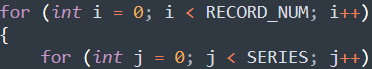 for (int i = 0; i < RECORD_NUM; i++)
{
    for (int j = 0; j < SERIES; j++)